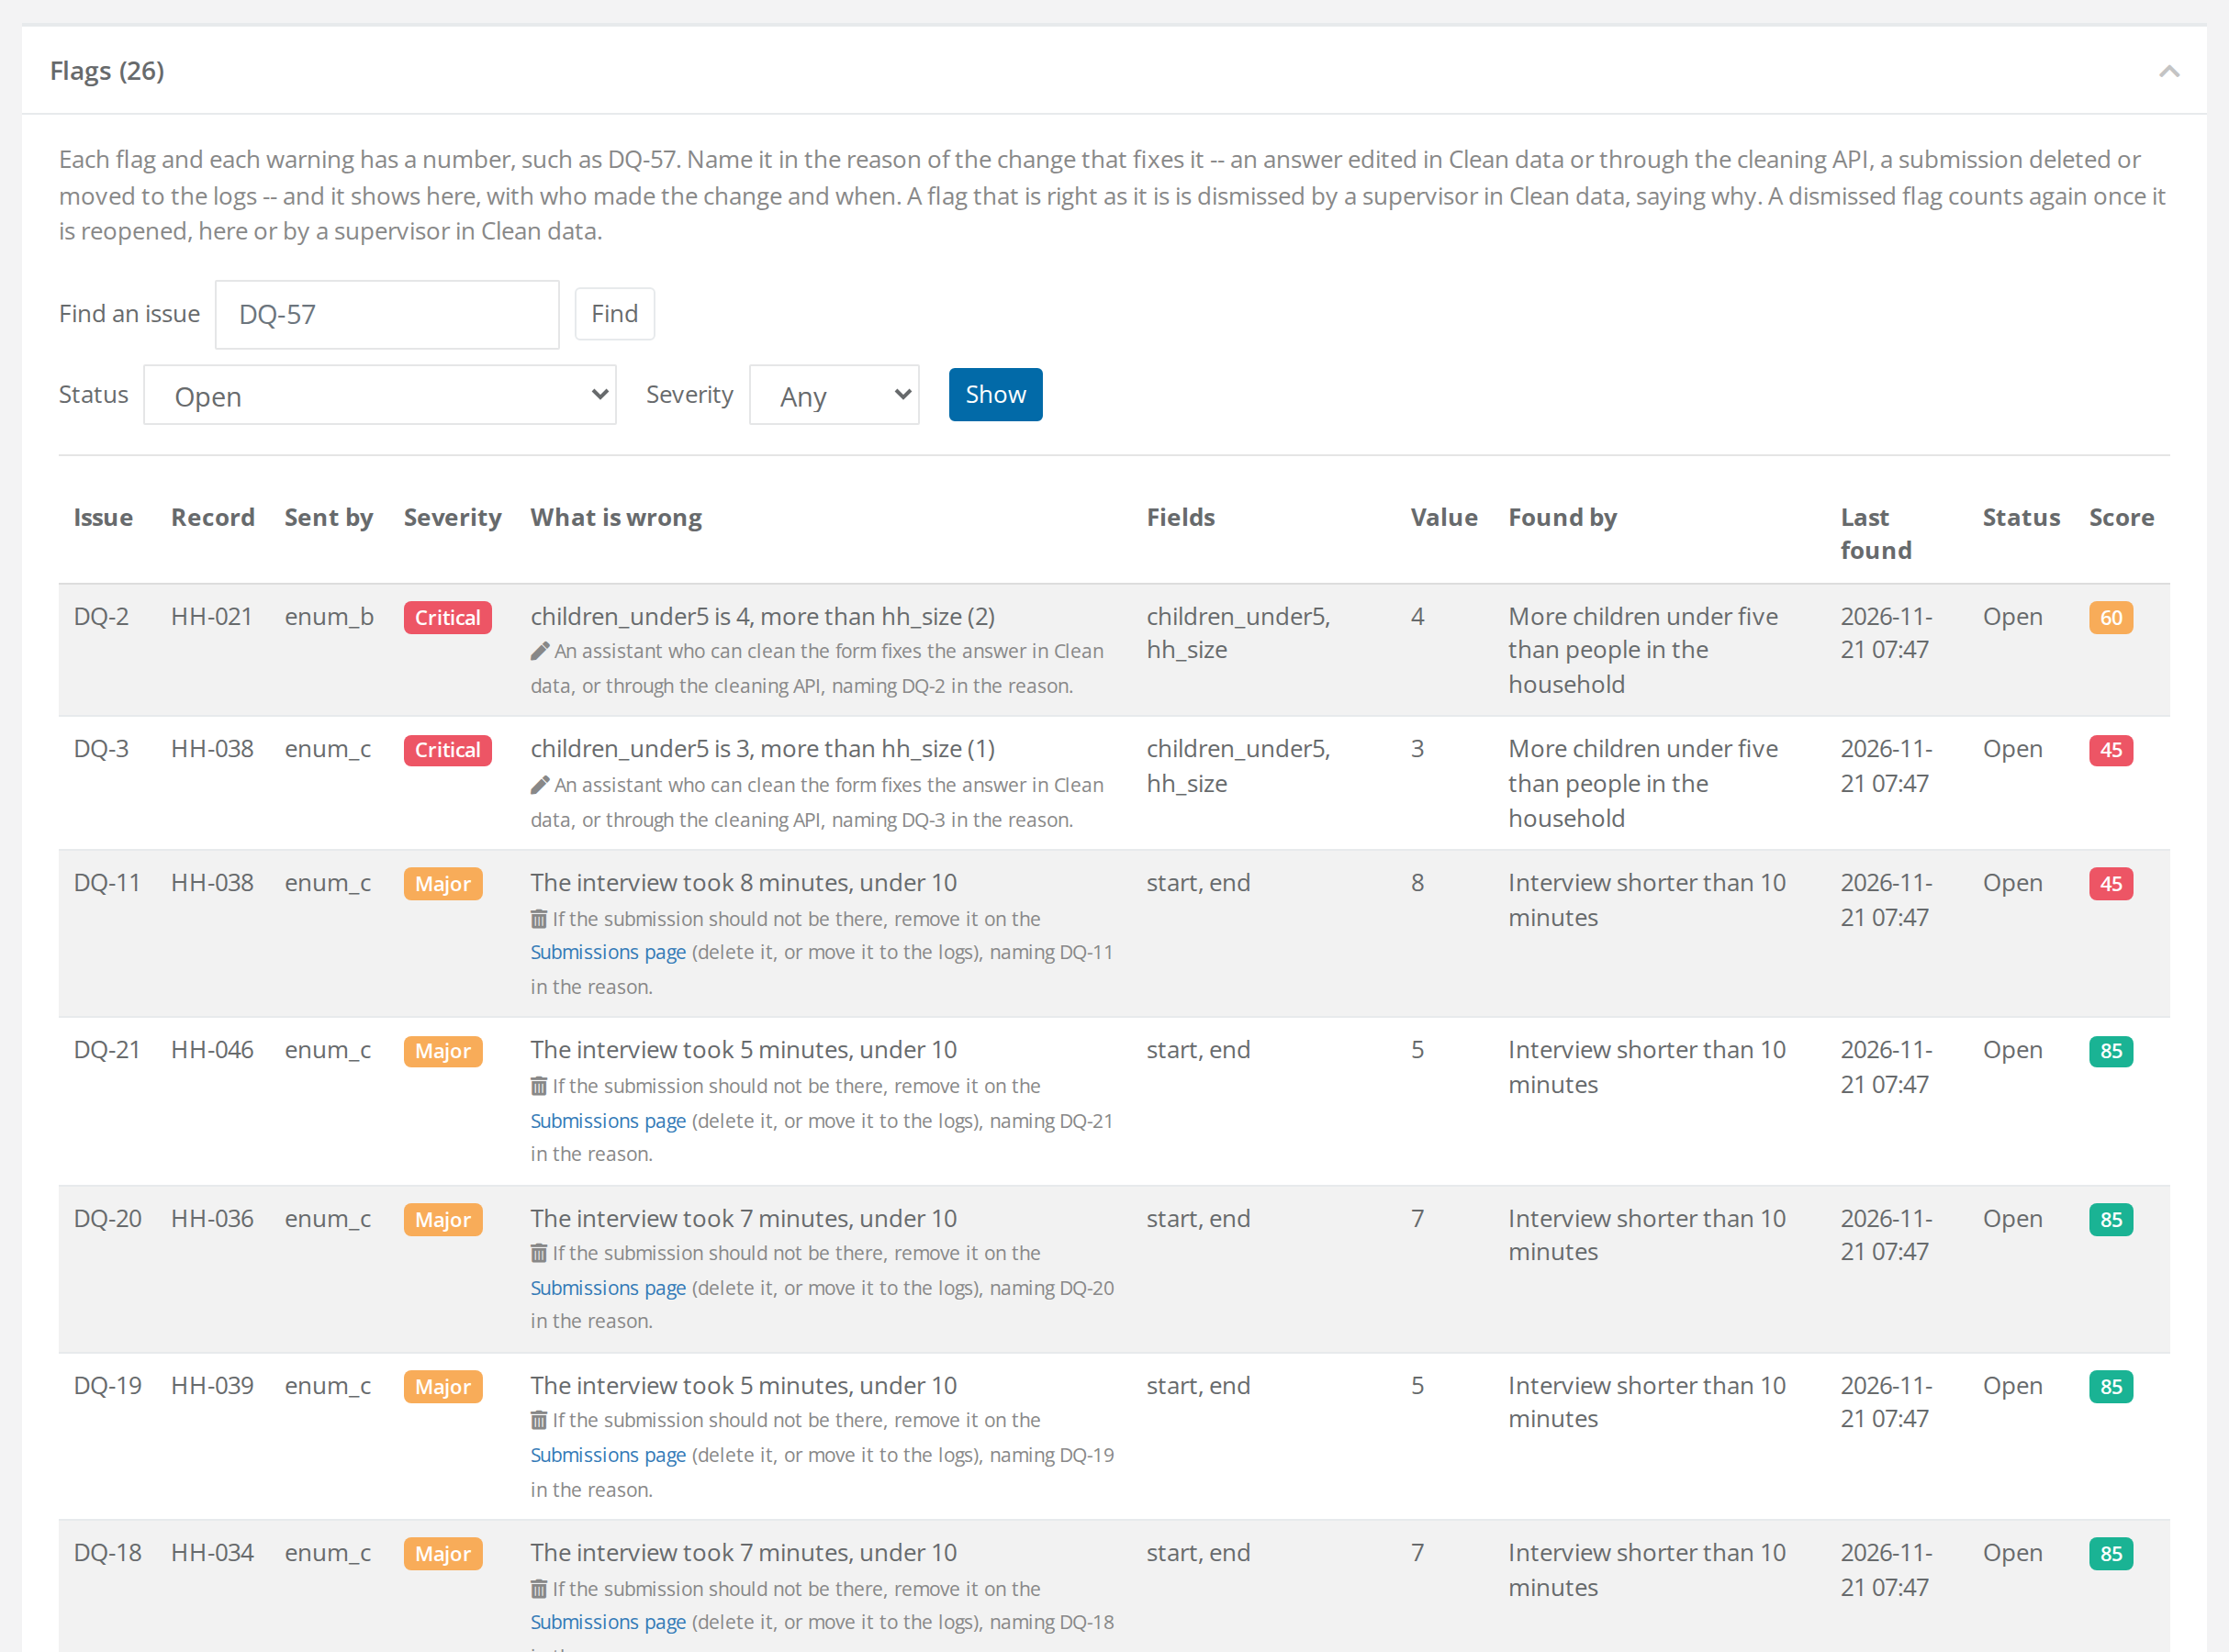 Flags (26)
Each flag and each warning has a number, such as DQ-57. Name it in the reason of the change that fixes it -- an answer edited in Clean data or through the cleaning API, a submission deleted or
moved to the logs -- and it shows here, with who made the change and when. A flag that is right as it is is dismissed by a supervisor in Clean data, saying why. A dismissed flag counts again once it
is reopened, here or by a supervisor in Clean data.
Find an issue DQ-57 Find
Status Open Severity Any Show
Issue Record Sent by Severity What is wrong Fields Value Found by Last found Status Score
DQ-2 HH-021 enum_b Critical children_under5 is 4, more than hh_size (2) children_under5, 4 More children under five 2026-11- Open 60
An assistant who can clean the form fixes the answer in Clean hh_size than people in the 21 07:47
data, or through the cleaning API, naming DQ-2 in the reason. household
DQ-3 HH-038 enum_c Critical children_under5 is 3, more than hh_size (1) children_under5, 3 More children under five 2026-11- Open 45
An assistant who can clean the form fixes the answer in Clean hh_size than people in the 21 07:47
data, or through the cleaning API, naming DQ-3 in the reason. household
DQ-11 HH-038 enum_c Major The interview took 8 minutes, under 10 start, end 8 Interview shorter than 10 2026-11- Open 45
If the submission should not be there, remove it on the minutes 21 07:47
Submissions page (delete it, or move it to the logs), naming DQ-11
in the reason.
DQ-21 HH-046 enum_c Major The interview took 5 minutes, under 10 start, end 5 Interview shorter than 10 2026-11- Open 85
If the submission should not be there, remove it on the minutes 21 07:47
Submissions page (delete it, or move it to the logs), naming DQ-21
in the reason.
DQ-20 HH-036 enum_c Major The interview took 7 minutes, under 10 start, end 7 Interview shorter than 10 2026-11- Open 85
If the submission should not be there, remove it on the minutes 21 07:47
Submissions page (delete it, or move it to the logs), naming DQ-20
in the reason.
DQ-19 HH-039 enum_c Major The interview took 5 minutes, under 10 start, end 5 Interview shorter than 10 2026-11- Open 85
If the submission should not be there, remove it on the minutes 21 07:47
Submissions page (delete it, or move it to the logs), naming DQ-19
in the reason.
DQ-18 HH-034 enum_c Major The interview took 7 minutes, under 10 start, end 7 Interview shorter than 10 2026-11- Open 85
If the submission should not be there, remove it on the minutes 21 07:47
Submissions page (delete it, or move it to the logs), naming DQ-18